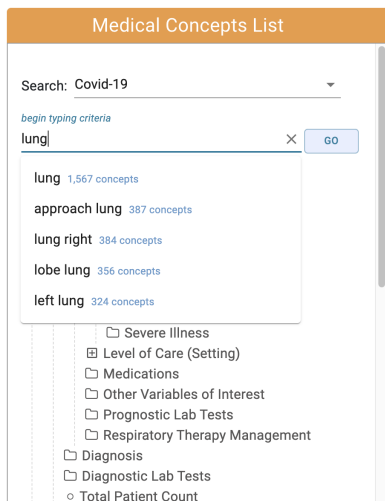 Medical Concepts List
Search: Covid-19
begin typing criteria
lung
GO
lung 1,567 concepts
approach lung 387 concepts
lung right 384 concepts
lobe lung 356 concepts
left lung 324 concepts
Severe Illness
Level of Care (Setting)
Medications
Other Variables of Interest
Prognostic Lab Tests
Respiratory Therapy Management
Diagnosis
Diagnostic Lab Tests
Total Patient Count